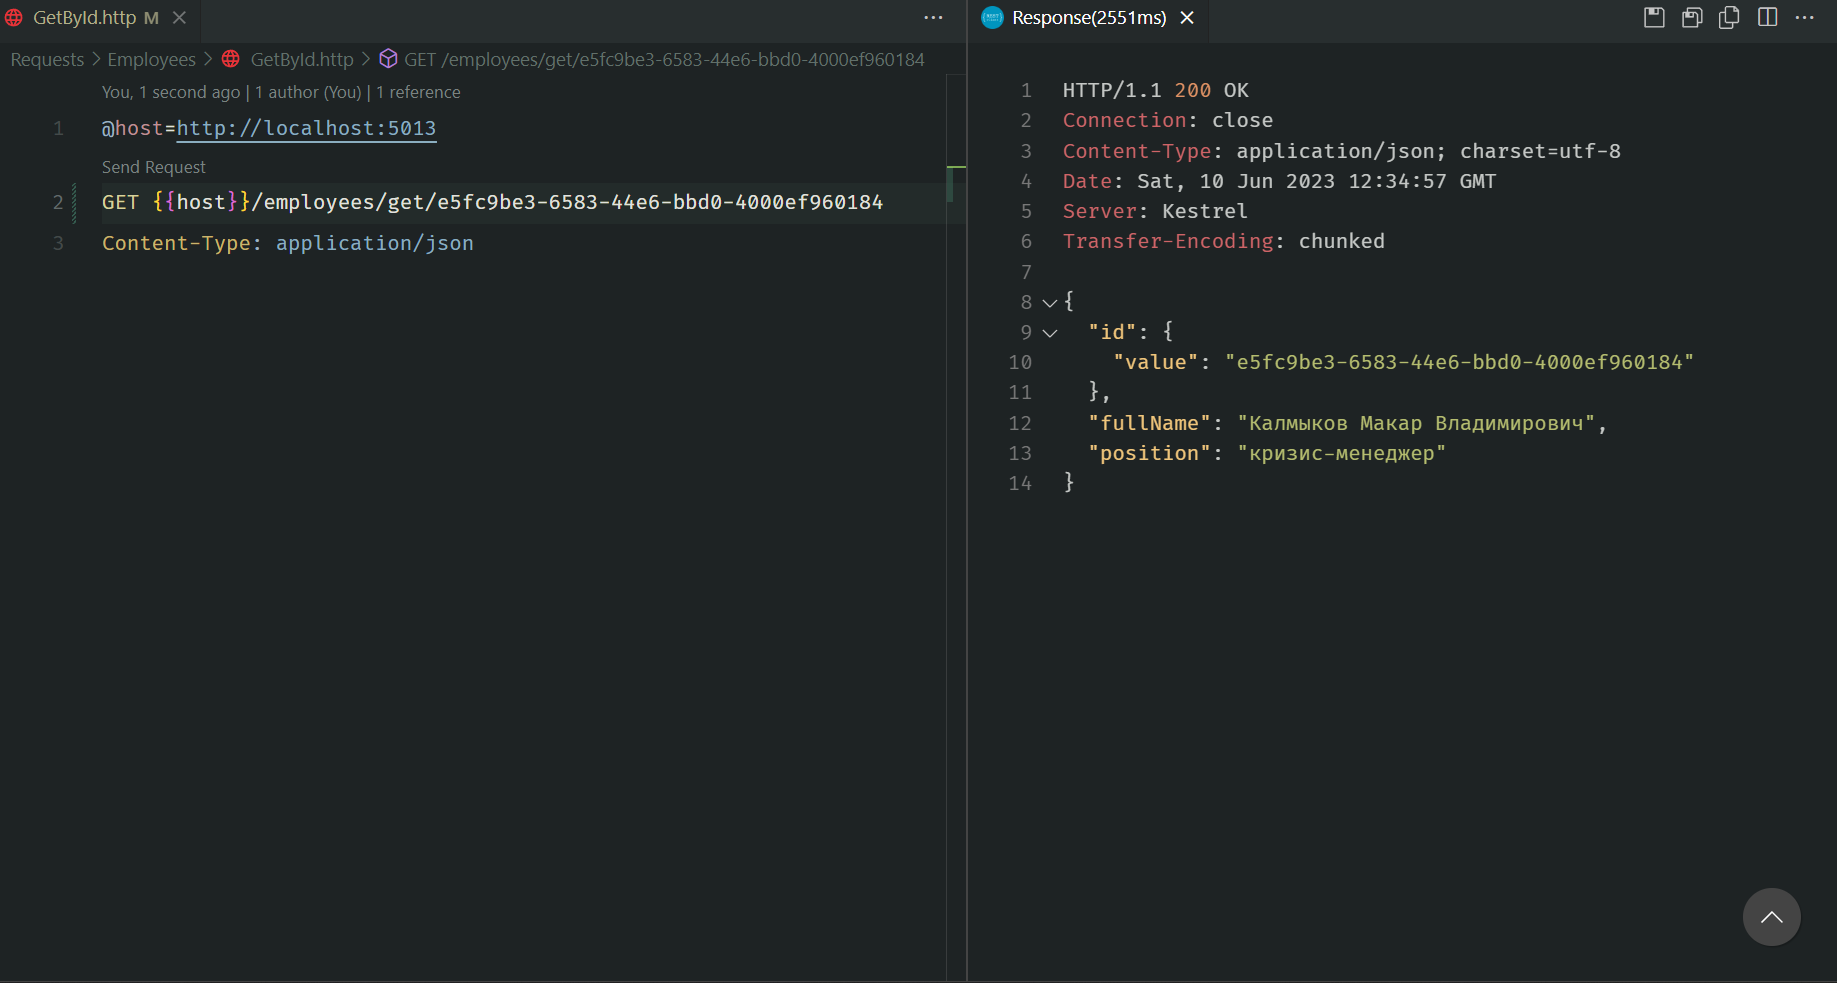 GetById.http M
Requests > Employees > GetById.http > GET /employees/get/e5fc9be3-6583-44e6-bbd0-4000ef960184
You, 1 second ago | 1 author (You) | 1 reference
1 @host=http://localhost:5013
Send Request
2 GET {{host}}/employees/get/e5fc9be3-6583-44e6-bbd0-4000ef960184
3 Content-Type: application/json
Response(2551ms)
1 HTTP/1.1 200 OK
2 Connection: close
3 Content-Type: application/json; charset=utf-8
4 Date: Sat, 10 Jun 2023 12:34:57 GMT
5 Server: Kestrel
6 Transfer-Encoding: chunked
7
8 {
9 "id": {
10 "value": "e5fc9be3-6583-44e6-bbd0-4000ef960184"
11 },
12 "fullName": "Калмыков Макар Владимирович",
13 "position": "кризис-менеджер"
14 }